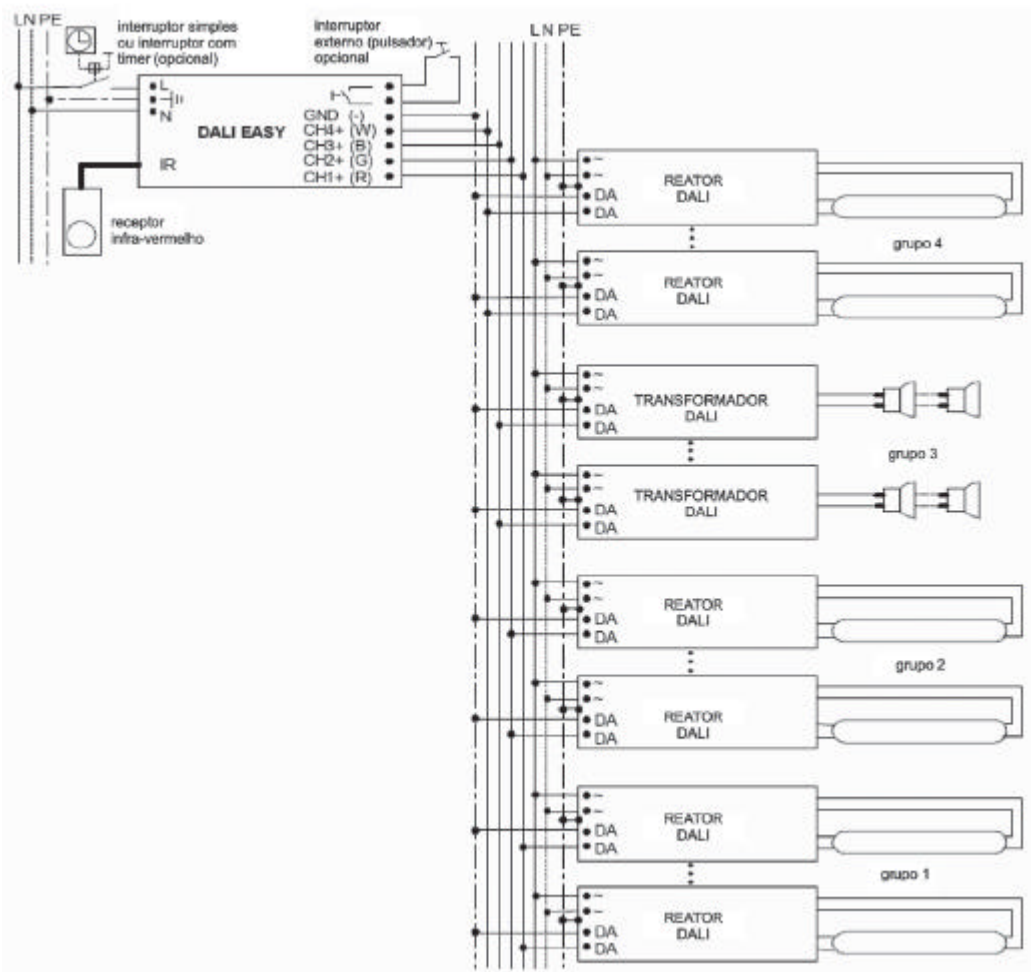 LN PE
interruptor simples
ou interruptor com
timer (opcional)
interruptor
externo (pulsador)
opcional
LN PE
L
N
DALI EASY
GND (-)
CH4+ (W)
CH3+ (B)
CH2+ (G)
CH1+ (R)
IR
receptor
infra-vermelho
~
~
DA
DA
REATOR
DALI
grupo 4
~
~
DA
DA
REATOR
DALI
~
~
DA
DA
TRANSFORMADOR
DALI
grupo 3
~
~
DA
DA
TRANSFORMADOR
DALI
~
~
DA
DA
REATOR
DALI
grupo 2
~
~
DA
DA
REATOR
DALI
~
~
DA
DA
REATOR
DALI
grupo 1
~
~
DA
DA
REATOR
DALI